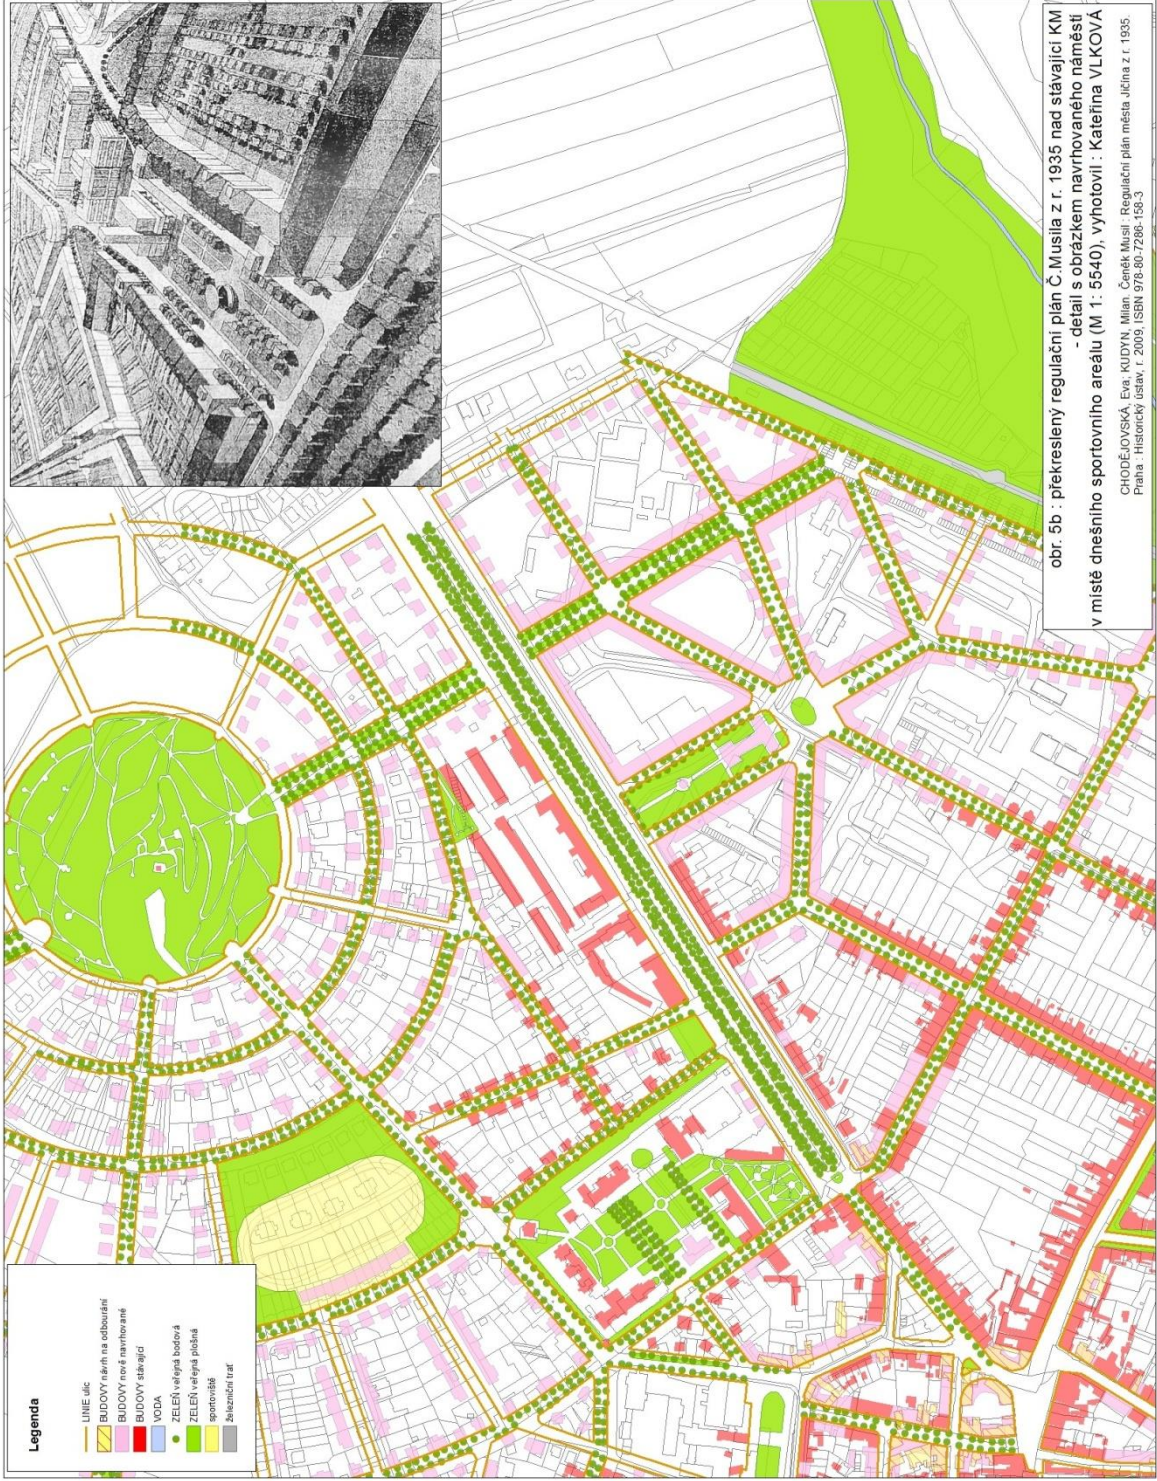 obr. 5b : překreslený regulační plán Č.Musila z r. 1935 nad stávající KM
- detail s obrázkem navrhovaného náměstí
v místě dnešního sportovního areálu (M 1: 5540), vyhotovil : Kateřina VLKOVÁ
CHODĚJOVSKÁ, Eva; KUDYN, Milan. Čeněk Musil : Regulační plán města Jičína z r. 1935.
Praha : Historický ústav, r. 2009, ISBN 978-80-7286-158-3
Legenda
LINIE ulic
BUDOVY návrh na odbourání
BUDOVY nově navrhované
BUDOVY stávající
VODA
ZELEŇ veřejná bodová
ZELEŇ veřejná plošná
sportoviště
železniční trať